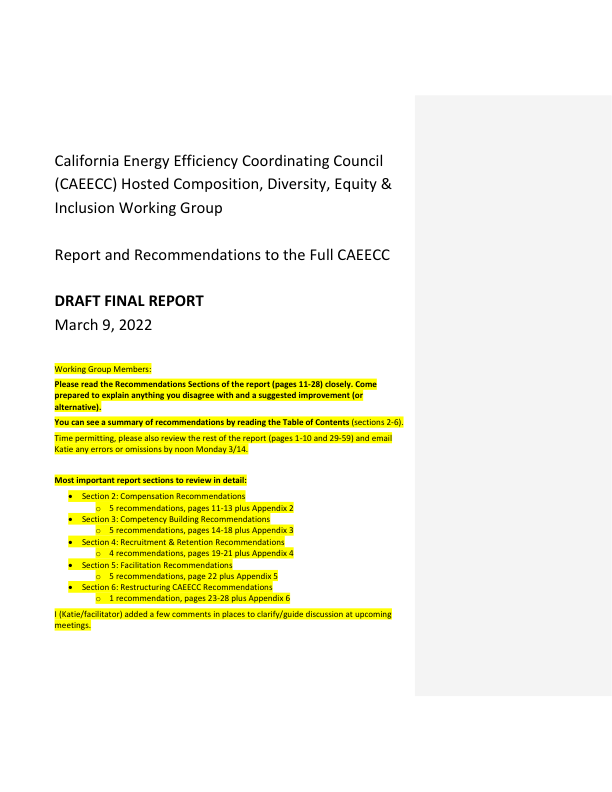 California Energy Efficiency Coordinating Council
(CAEECC) Hosted Composition, Diversity, Equity &
Inclusion Working Group
Report and Recommendations to the Full CAEECC
DRAFT FINAL REPORT
March 9, 2022
Working Group Members:
Please read the Recommendations Sections of the report (pages 11-28) closely. Come
prepared to explain anything you disagree with and a suggested improvement (or
alternative).
You can see a summary of recommendations by reading the Table of Contents (sections 2-6).
Time permitting, please also review the rest of the report (pages 1-10 and 29-59) and email
Katie any errors or omissions by noon Monday 3/14.
Most important report sections to review in detail:
• Section 2: Compensation Recommendations
o 5 recommendations, pages 11-13 plus Appendix 2
• Section 3: Competency Building Recommendations
o 5 recommendations, pages 14-18 plus Appendix 3
• Section 4: Recruitment & Retention Recommendations
o 4 recommendations, pages 19-21 plus Appendix 4
• Section 5: Facilitation Recommendations
o 5 recommendations, page 22 plus Appendix 5
• Section 6: Restructuring CAEECC Recommendations
o 1 recommendation, pages 23-28 plus Appendix 6
I (Katie/facilitator) added a few comments in places to clarify/guide discussion at upcoming
meetings.